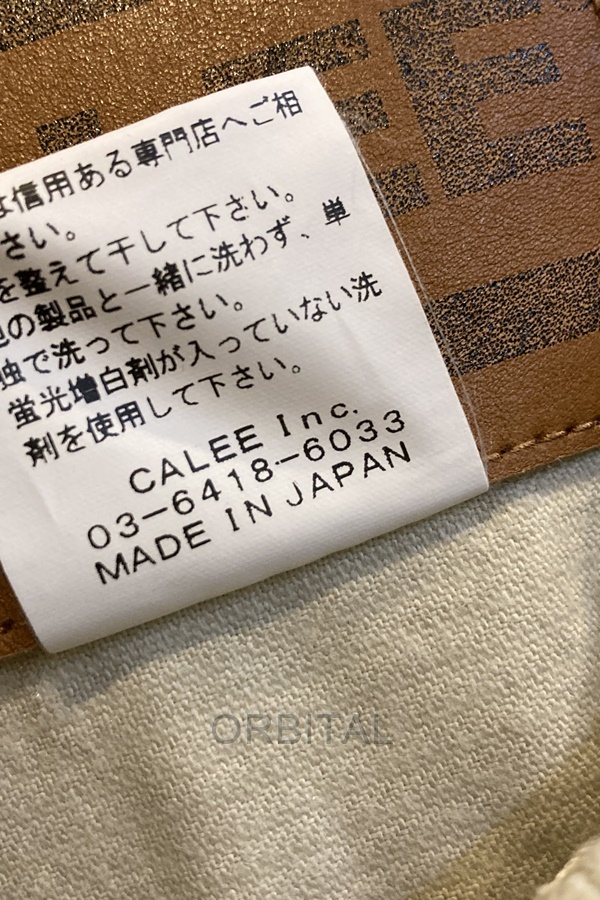 は信用ある専門店へご相
さい。
を整えて干して下さい。
の製品と一緒に洗わず、単
独で洗って下さい。
蛍光増白剤が入っていない洗
剤を使用して下さい。
CALEE Inc.
03-6418-6033
MADE IN JAPAN
ORBITAL